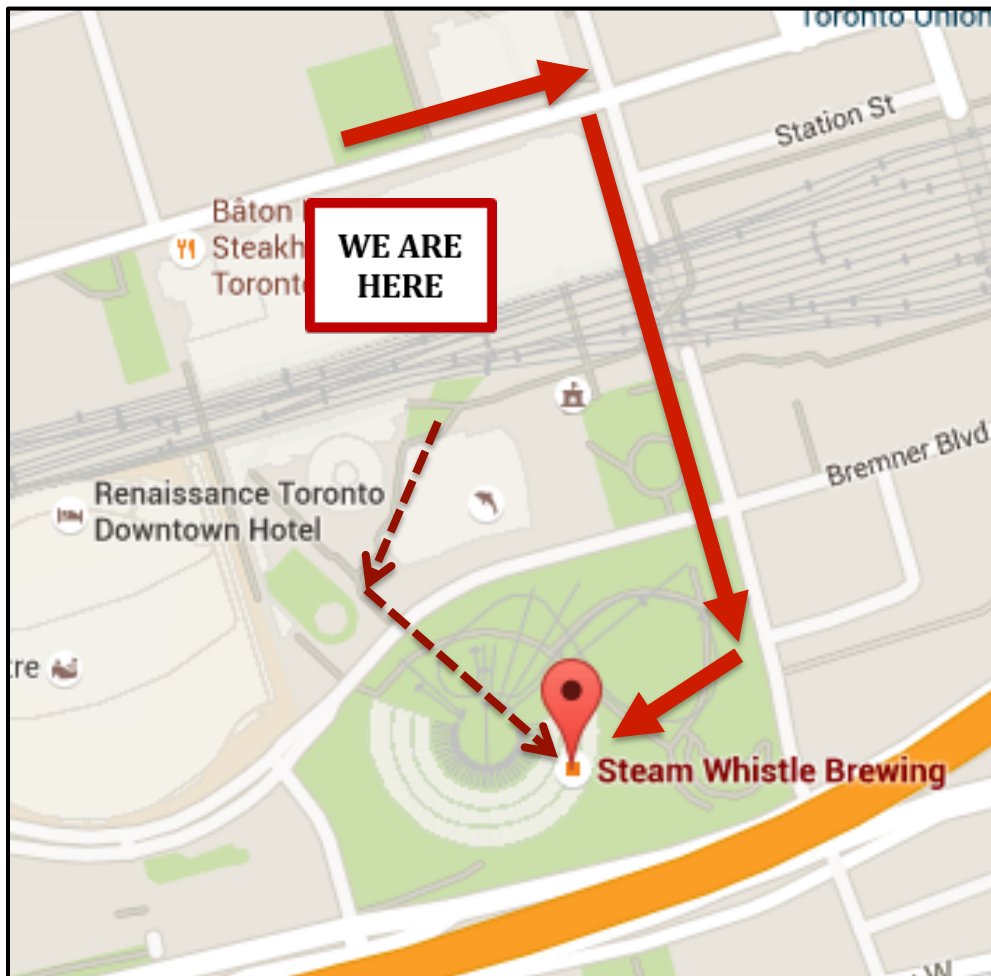 Toronto Union
Station St
Bâton
Steakh
Toront
WE ARE
HERE
Bremner Blvd
Renaissance Toronto
Downtown Hotel
tre
Steam Whistle Brewing
W